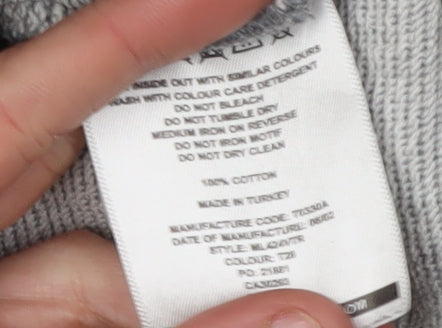 INSIDE OUT WITH SIMILAR COLOURS
WASH WITH COLOUR CARE DETERGENT
DO NOT BLEACH
DO NOT TUMBLE DRY
MEDIUM IRON ON REVERSE
DO NOT IRON MOTIF
DO NOT DRY CLEAN
100% COTTON
MADE IN TURKEY
MANUFACTURE CODE:
DATE OF MANUFACTURE:
STYLE:
COLOUR:
PO: 21881